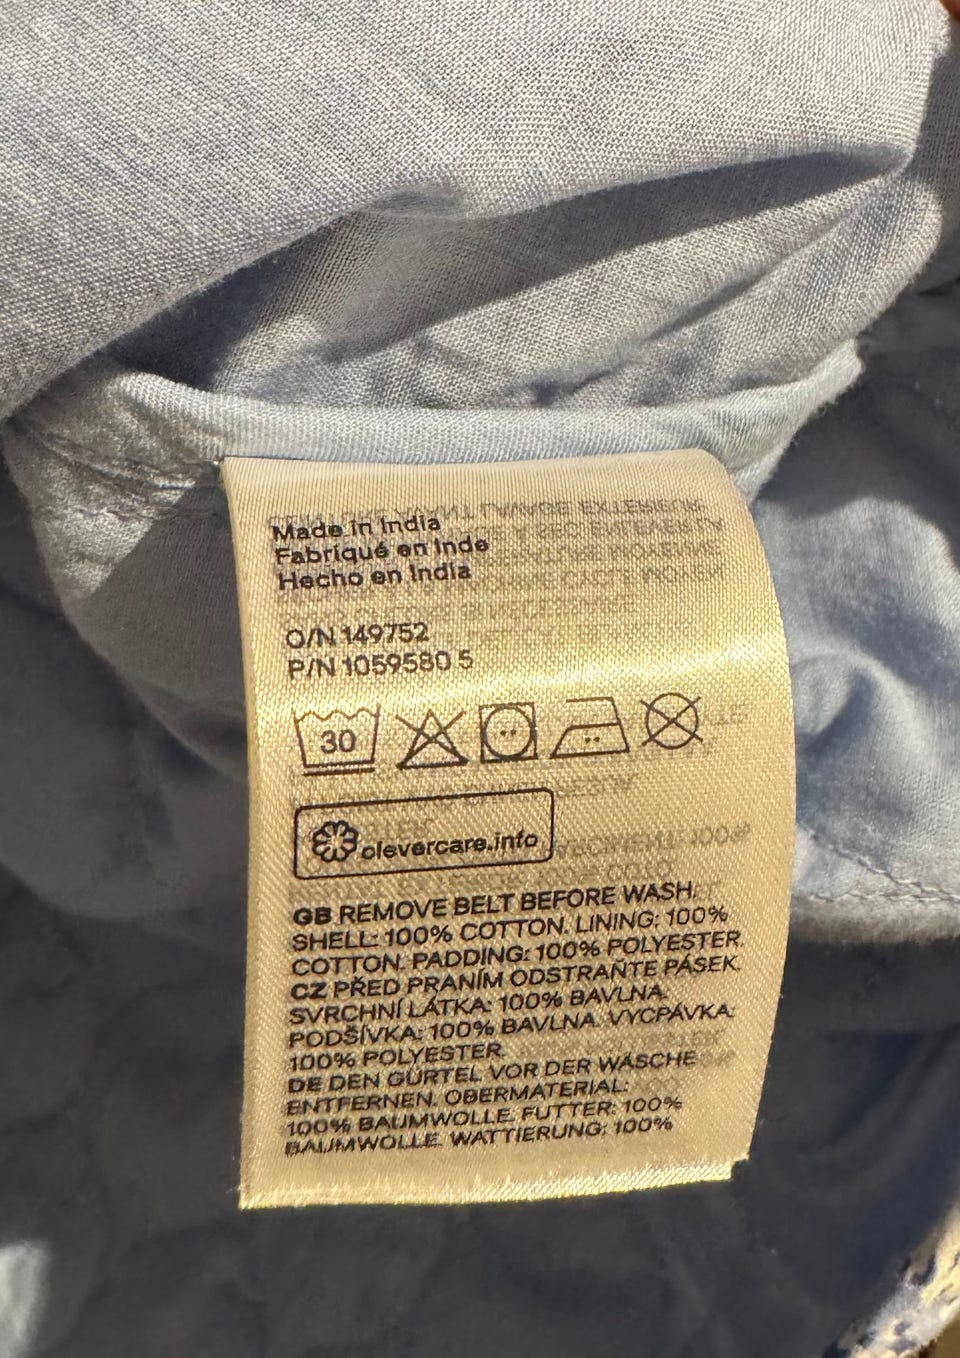 Made in India
Fabriqué en Inde
Hecho en India
O/N 149752
P/N 1059580 5
30
clevercare.info
GB REMOVE BELT BEFORE WASH.
SHELL: 100% COTTON. LINING: 100%
COTTON. PADDING: 100% POLYESTER.
CZ PŘED PRANÍM ODSTRAŇTE PÁSEK.
SVRCHNÍ LÁTKA: 100% BAVLNA.
PODŠÍVKA: 100% BAVLNA. VYCPÁVKA:
100% POLYESTER.
DE DEN GÜRTEL VOR DER WÄSCHE
ENTFERNEN. OBERMATERIAL:
100% BAUMWOLLE. FUTTER: 100%
BAUMWOLLE. WATTIERUNG: 100%